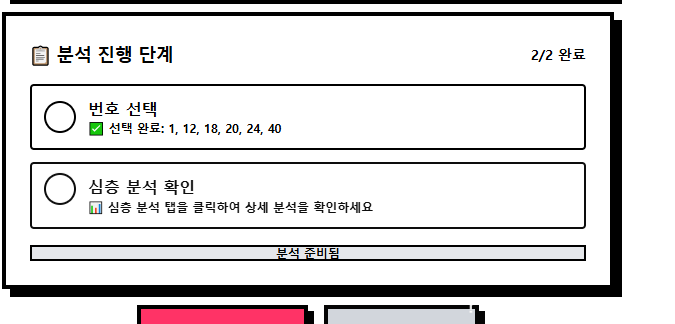 📋 분석 진행 단계 2/2 완료
번호 선택
✅ 선택 완료: 1, 12, 18, 20, 24, 40
심층 분석 확인
📊 심층 분석 탭을 클릭하여 상세 분석을 확인하세요
분석 준비됨